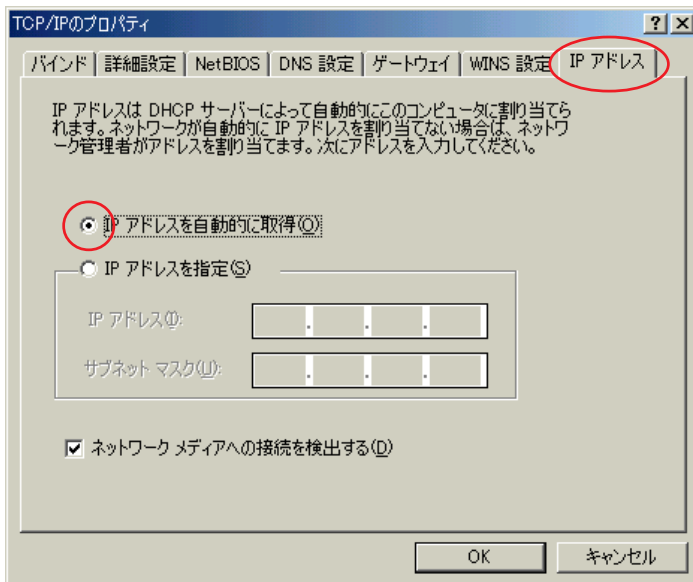 TCP/IPのプロパティ
バインド 詳細設定 NetBIOS DNS 設定 ゲートウェイ WINS 設定 IP アドレス
IP アドレスは DHCP サーバーによって自動的にこのコンピュータに割り当てら
れます。ネットワークが自動的に IP アドレスを割り当てない場合は、ネットワ
ーク管理者がアドレスを割り当てます。次にアドレスを入力してください。
IP アドレスを自動的に取得(O)
IP アドレスを指定(S)
IP アドレス(I):
サブネット マスク(U):
ネットワーク メディアへの接続を検出する(D)
OK キャンセル